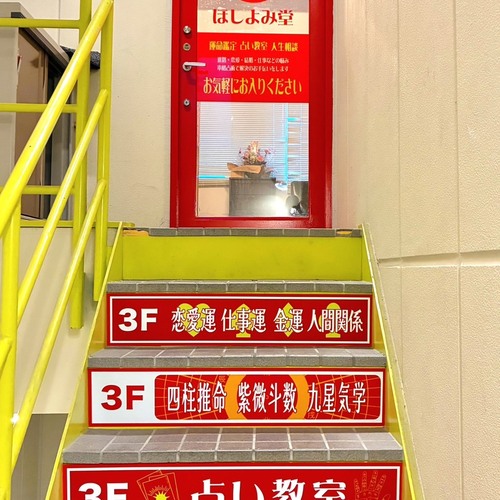 ほしよみ堂
運命鑑定 占い教室 人生相談
お気軽にお入りください
3F 恋愛運 仕事運 金運 人間関係
3F 四柱推命 紫微斗数 九星気学
3F 占い教室